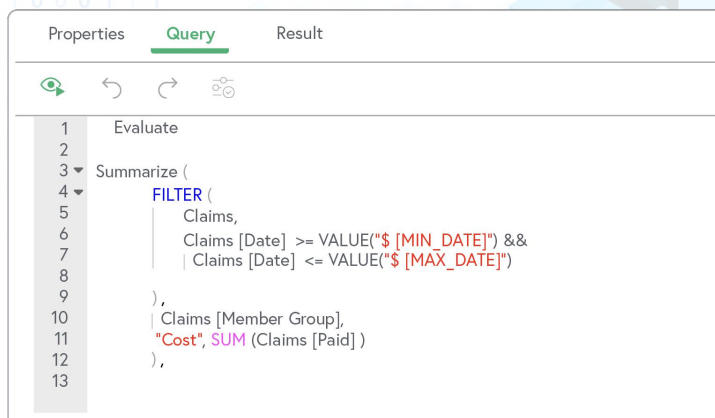 Properties Query Result
1 Evaluate
2
3 Summarize (
4 FILTER (
5 Claims,
6 Claims [Date] >= VALUE("$ [MIN_DATE]") &&
7 Claims [Date] <= VALUE("$ [MAX_DATE]")
8
9 ) ,
10 Claims [Member Group],
11 "Cost", SUM (Claims [Paid] )
12 ) ,
13